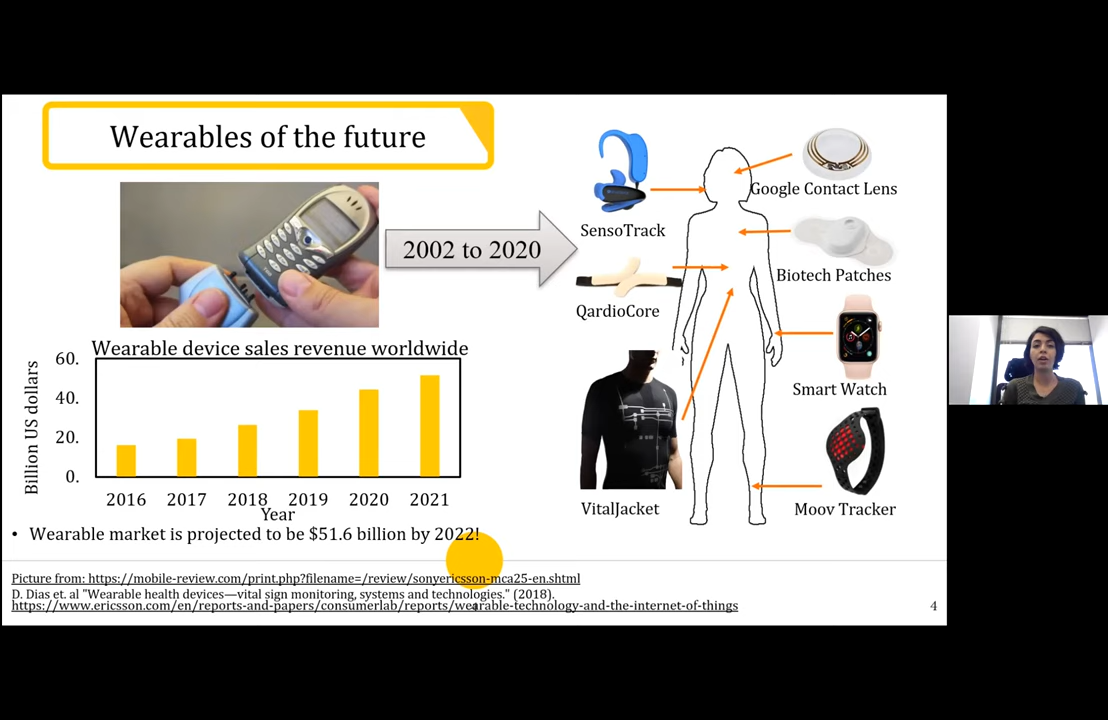 Wearables of the future
2002 to 2020
SensoTrack
Google Contact Lens
Biotech Patches
QardioCore
Smart Watch
VitalJacket
Moov Tracker
Wearable device sales revenue worldwide
Billion US dollars
60.
40.
20.
0.
2016 2017 2018 2019 2020 2021
Year
• Wearable market is projected to be $51.6 billion by 2022!
Picture from: https://mobile-review.com/print.php?filename=/review/sonyericsson-mca25-en.shtml
D. Dias et. al "Wearable health devices—vital sign monitoring, systems and technologies." (2018).
https://www.ericsson.com/en/reports-and-papers/consumerlab/reports/wearable-technology-and-the-internet-of-things
4